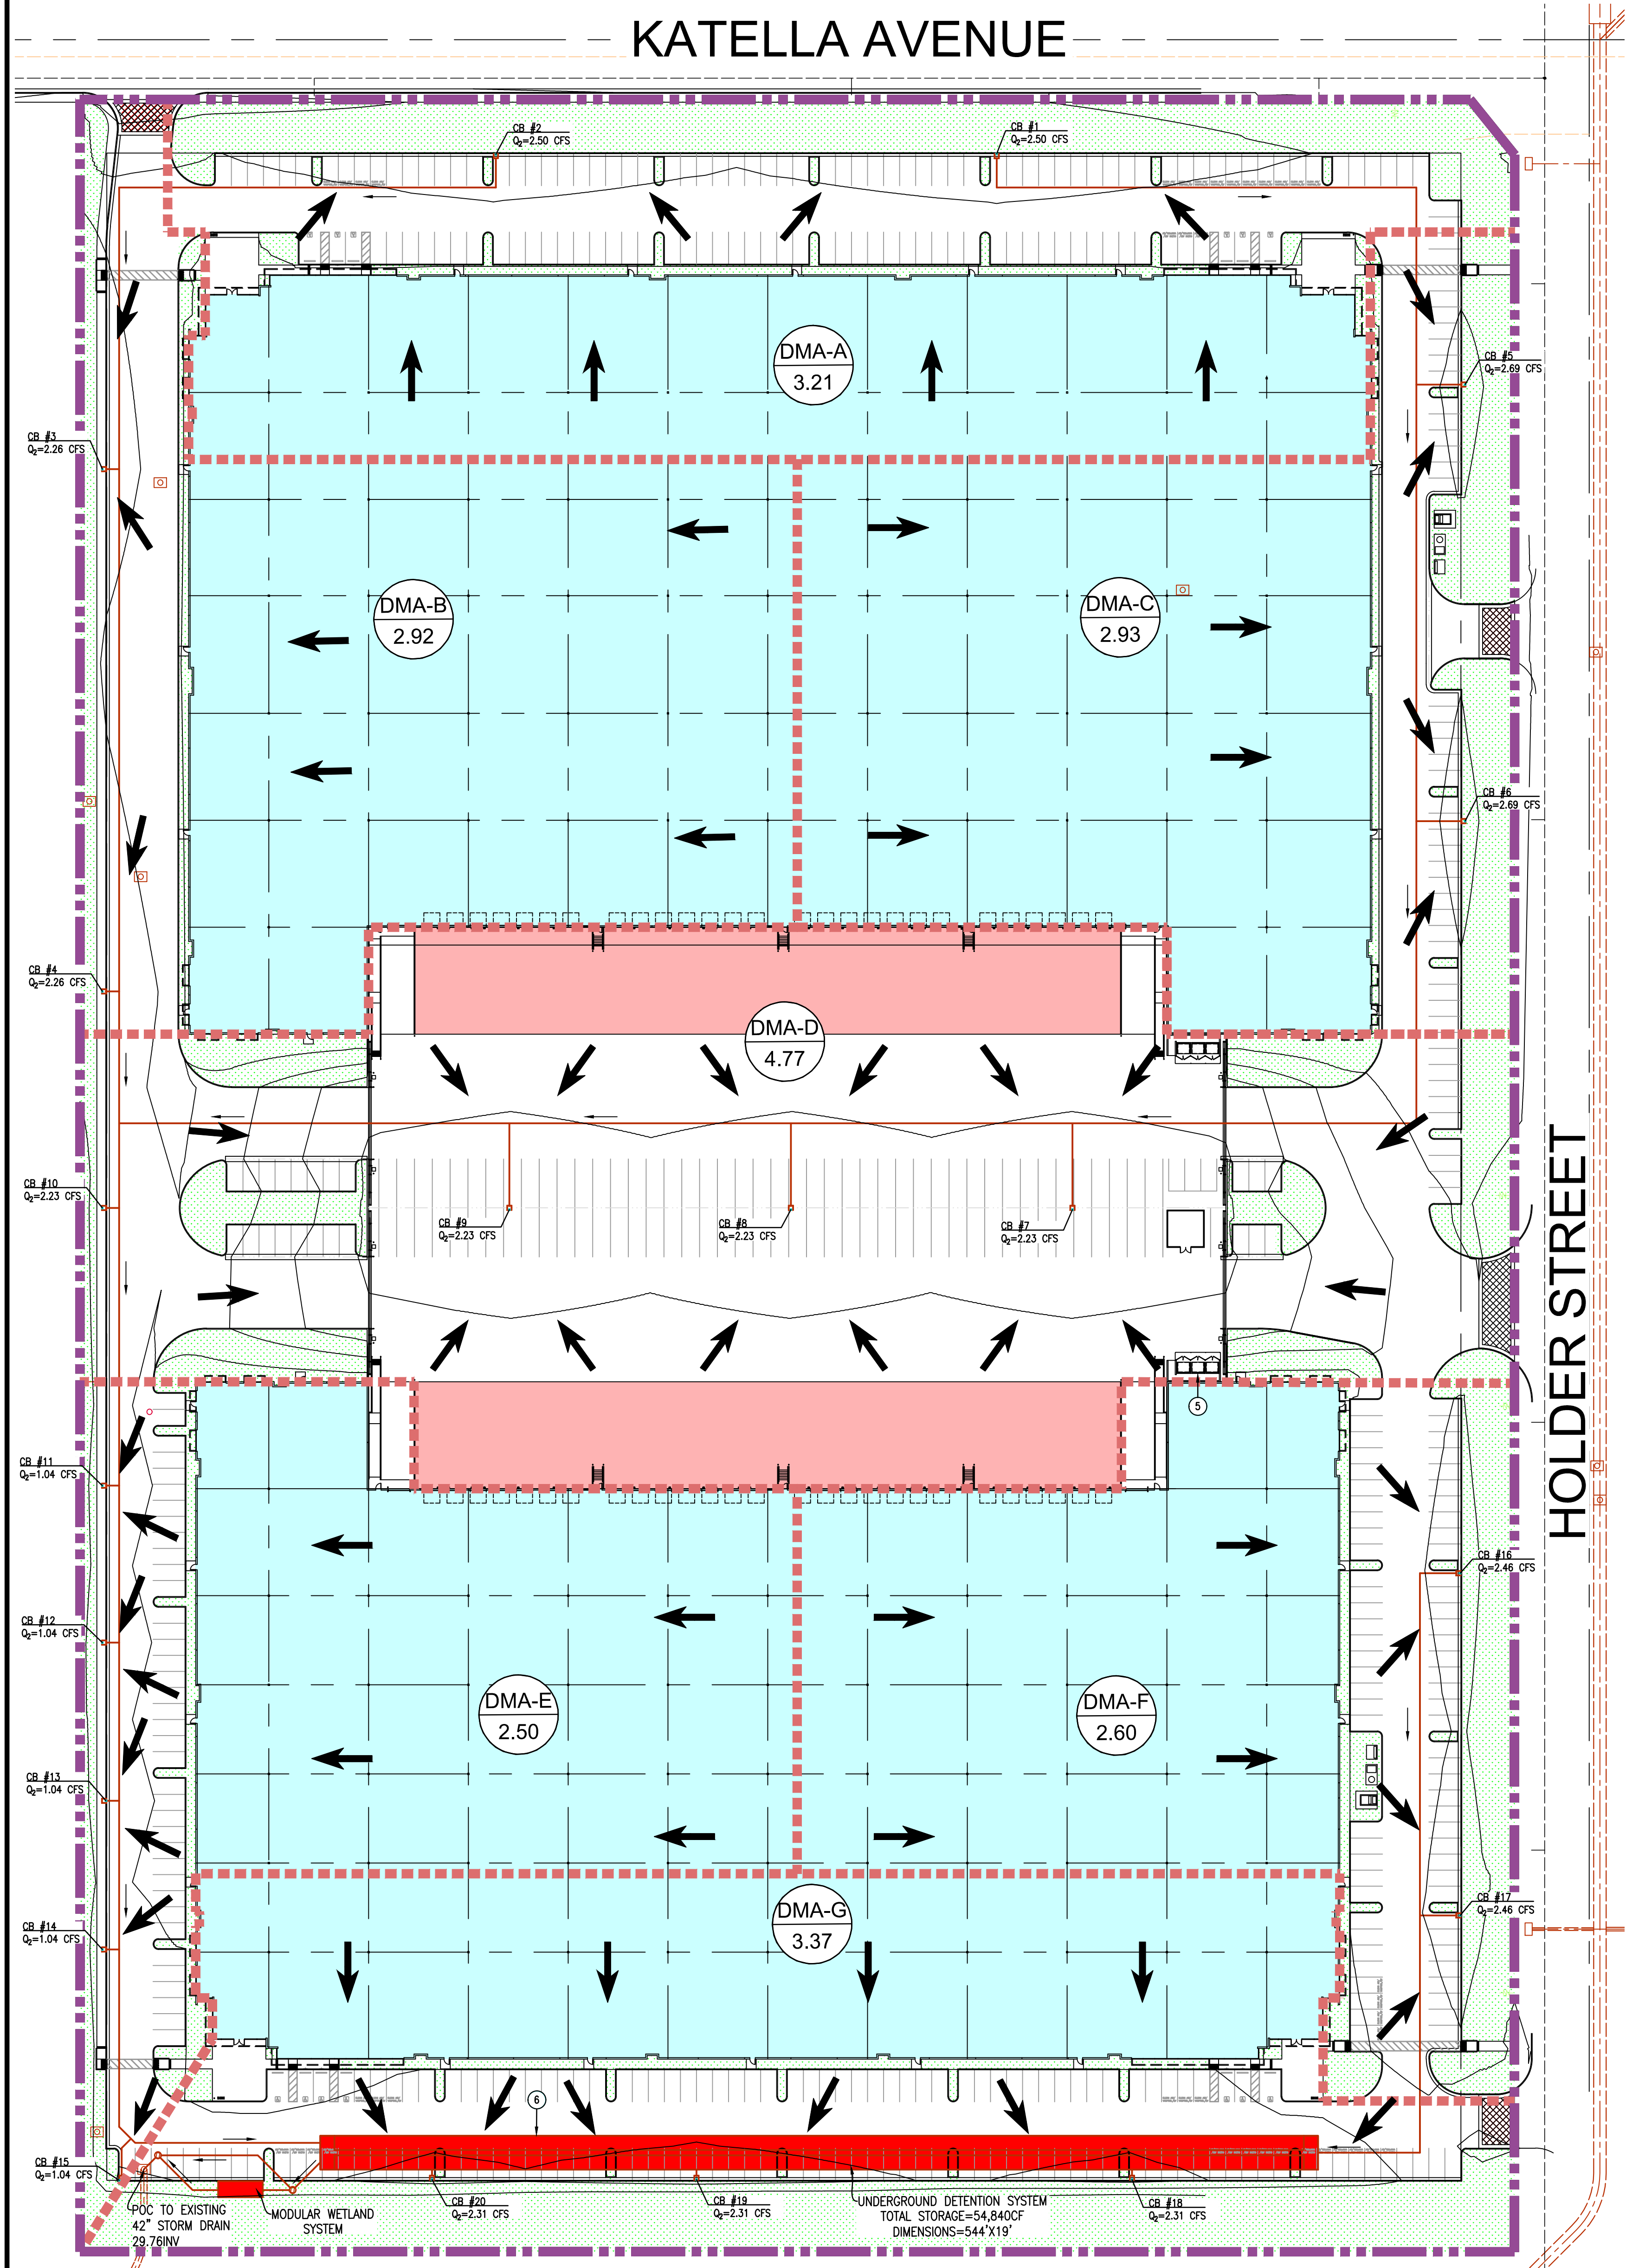 KATELLA AVENUE
CB #2
Q2=2.50 CFS
CB #1
Q2=2.50 CFS
DMA-A
3.21
CB #5
Q2=2.69 CFS
CB #3
Q2=2.26 CFS
DMA-B
2.92
DMA-C
2.93
CB #6
Q2=2.69 CFS
CB #4
Q2=2.26 CFS
DMA-D
4.77
HOLDER STREET
CB #10
Q2=2.23 CFS
CB #9
Q2=2.23 CFS
CB #8
Q2=2.23 CFS
CB #7
Q2=2.23 CFS
5
CB #11
Q2=1.04 CFS
CB #16
Q2=2.46 CFS
CB #12
Q2=1.04 CFS
DMA-E
2.50
DMA-F
2.60
CB #13
Q2=1.04 CFS
DMA-G
3.37
CB #17
Q2=2.46 CFS
CB #14
Q2=1.04 CFS
6
CB #15
Q2=1.04 CFS
POC TO EXISTING
42" STORM DRAIN
29.76INV
MODULAR WETLAND
SYSTEM
CB #20
Q2=2.31 CFS
CB #19
Q2=2.31 CFS
UNDERGROUND DETENTION SYSTEM
TOTAL STORAGE=54,840CF
DIMENSIONS=544'X19'
CB #18
Q2=2.31 CFS